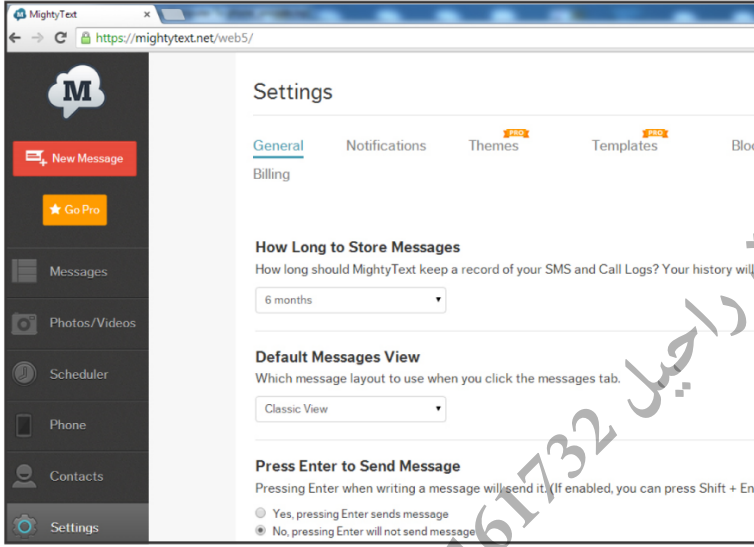 MightyText
https://mightytext.net/web5/
M
New Message
Go Pro
Messages
Photos/Videos
Scheduler
Phone
Contacts
Settings
Settings
PRO PRO
General Notifications Themes Templates
Billing
How Long to Store Messages
How long should MightyText keep a record of your SMS and Call Logs? Your history will
6 months
Default Messages View
Which message layout to use when you click the messages tab.
Classic View
Press Enter to Send Message
Pressing Enter when writing a message will send it. (If enabled, you can press Shift + En
Yes, pressing Enter sends message
No, pressing Enter will not send message
راحيل 61732